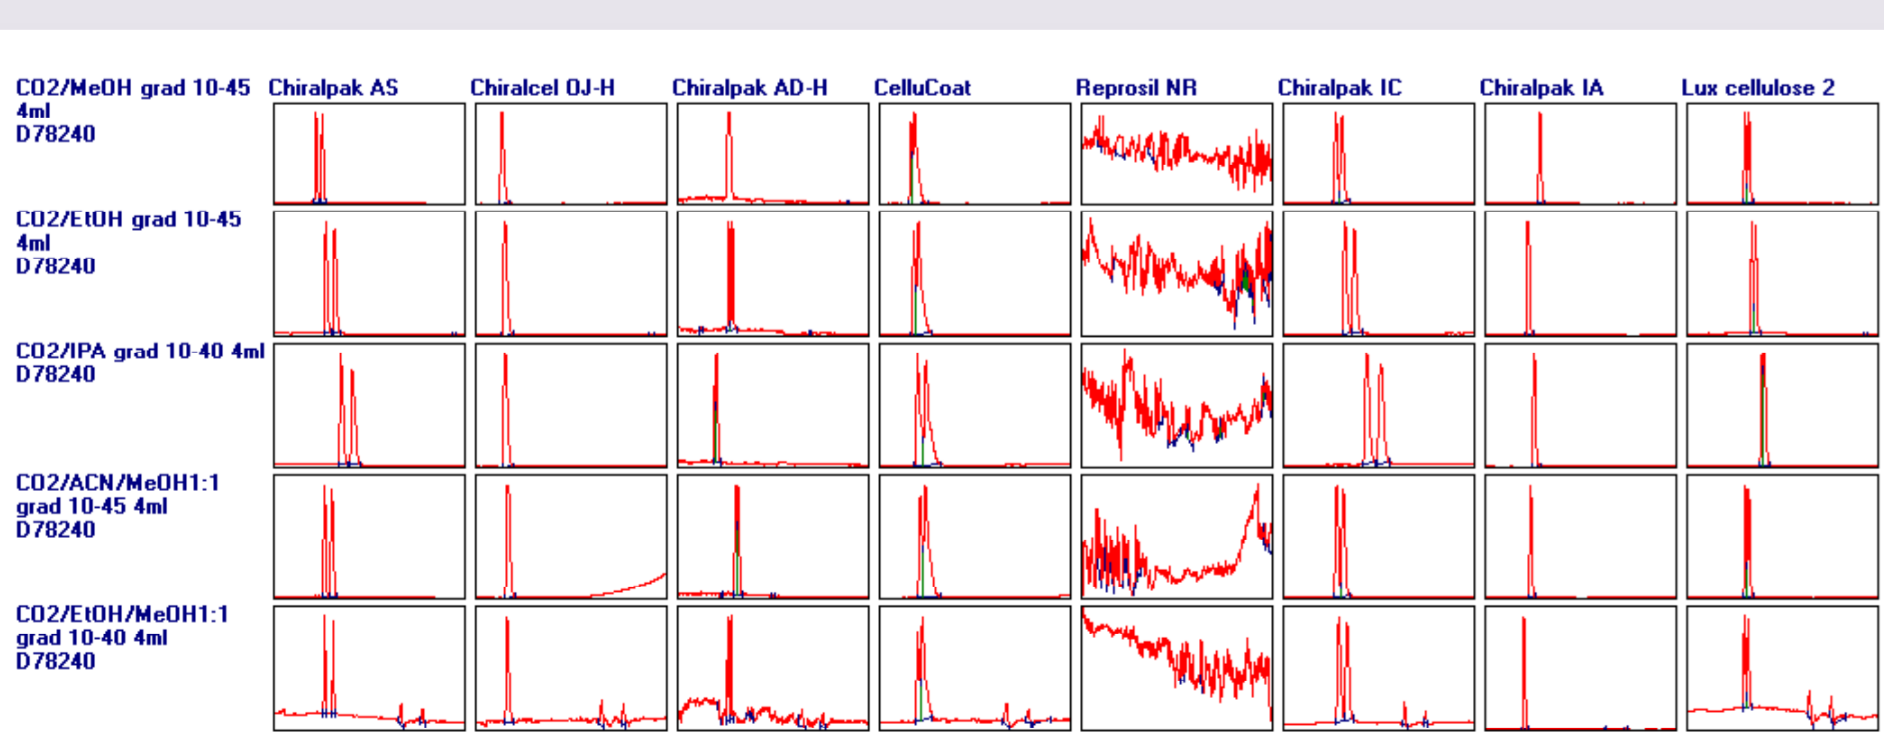 CO2/MeOH grad 10-45 Chiralpak AS Chiralcel OJ-H Chiralpak AD-H CelluCoat Reprosil NR Chiralpak IC Chiralpak IA Lux cellulose 2
4ml
D78240
CO2/EtOH grad 10-45
4ml
D78240
CO2/IPA grad 10-40 4ml
D78240
CO2/ACN/MeOH1:1
grad 10-45 4ml
D78240
CO2/EtOH/MeOH1:1
grad 10-40 4ml
D78240